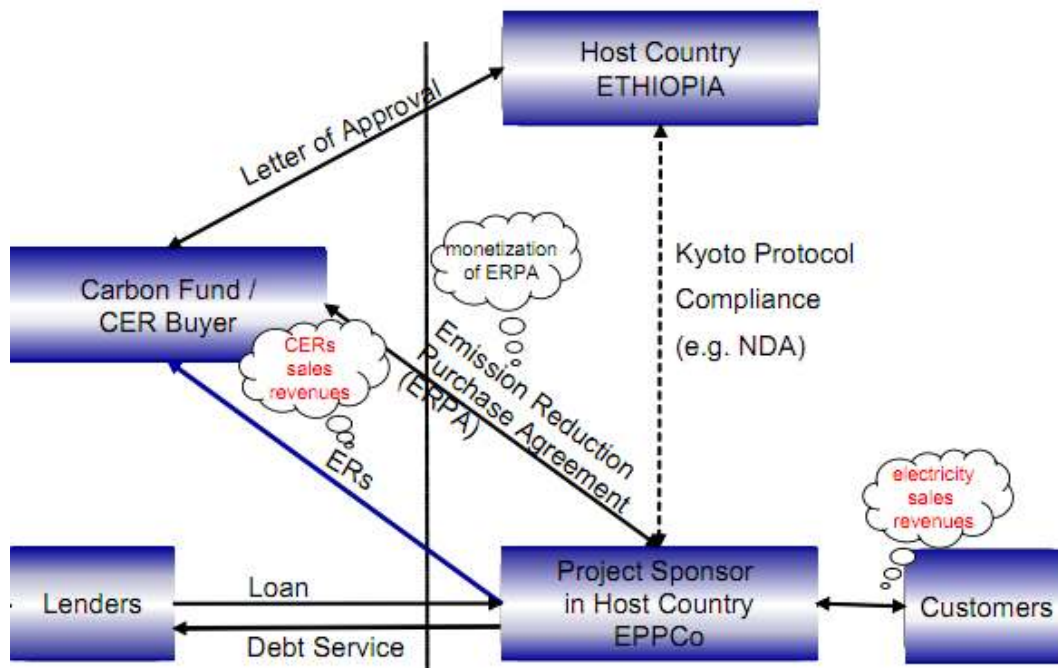 Host Country
ETHIOPIA
Letter of Approval
monetization
of ERPA
Kyoto Protocol
Compliance
(e.g. NDA)
Carbon Fund /
CER Buyer
CERs
sales
revenues
Emission Reduction
Purchase Agreement
(ERPA)
ERs
electricity
sales
revenues
Lenders
Loan
Debt Service
Project Sponsor
in Host Country
EPPCo
Customers